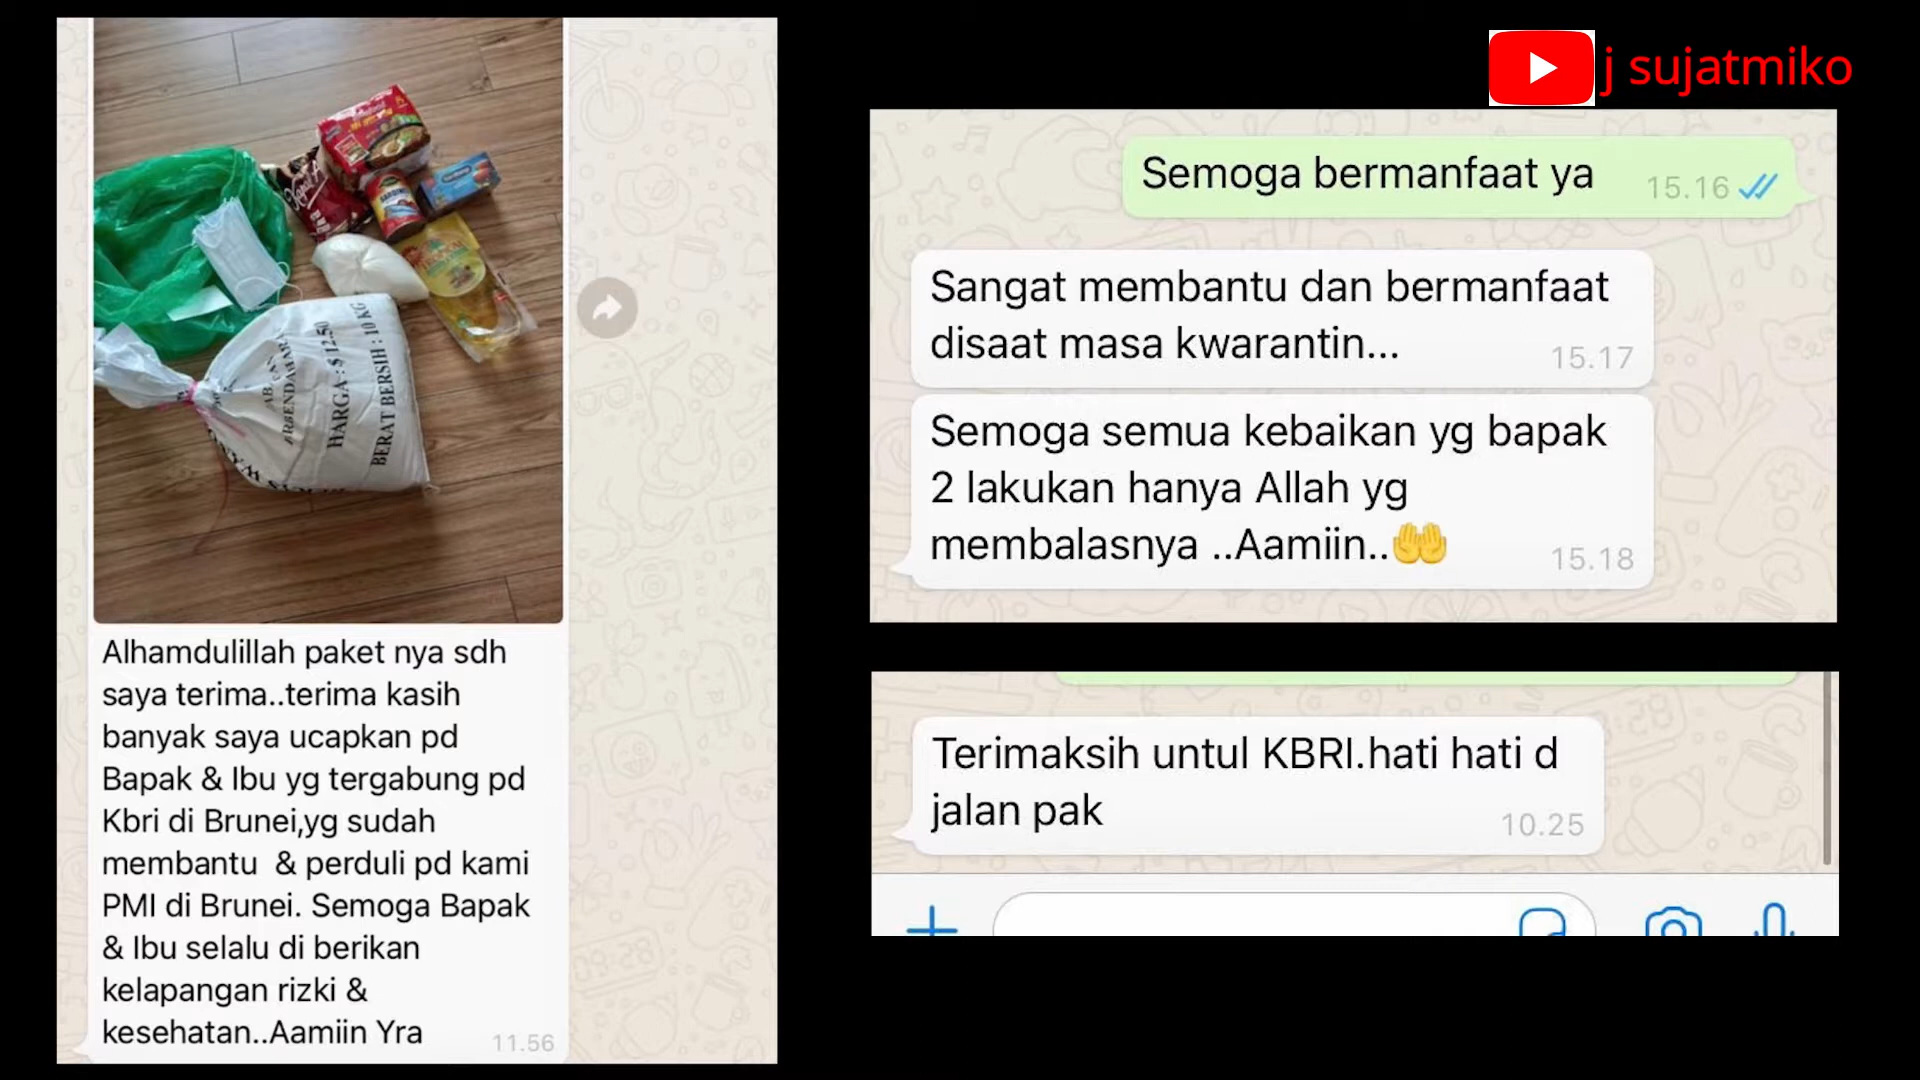 j sujatmiko
HARGA : $ 12.50
BERAT BERSIH : 10 KG
Alhamdulillah paket nya sdh
saya terima..terima kasih
banyak saya ucapkan pd
Bapak & Ibu yg tergabung pd
Kbri di Brunei,yg sudah
membantu  & perduli pd kami
PMI di Brunei. Semoga Bapak
& Ibu selalu di berikan
kelapangan rizki &
kesehatan..Aamiin Yra
11.56
Semoga bermanfaat ya
15.16
Sangat membantu dan bermanfaat
disaat masa kwarantin...
15.17
Semoga semua kebaikan yg bapak
2 lakukan hanya Allah yg
membalasnya ..Aamiin..🤲
15.18
Terimaksih untul KBRI.hati hati d
jalan pak
10.25